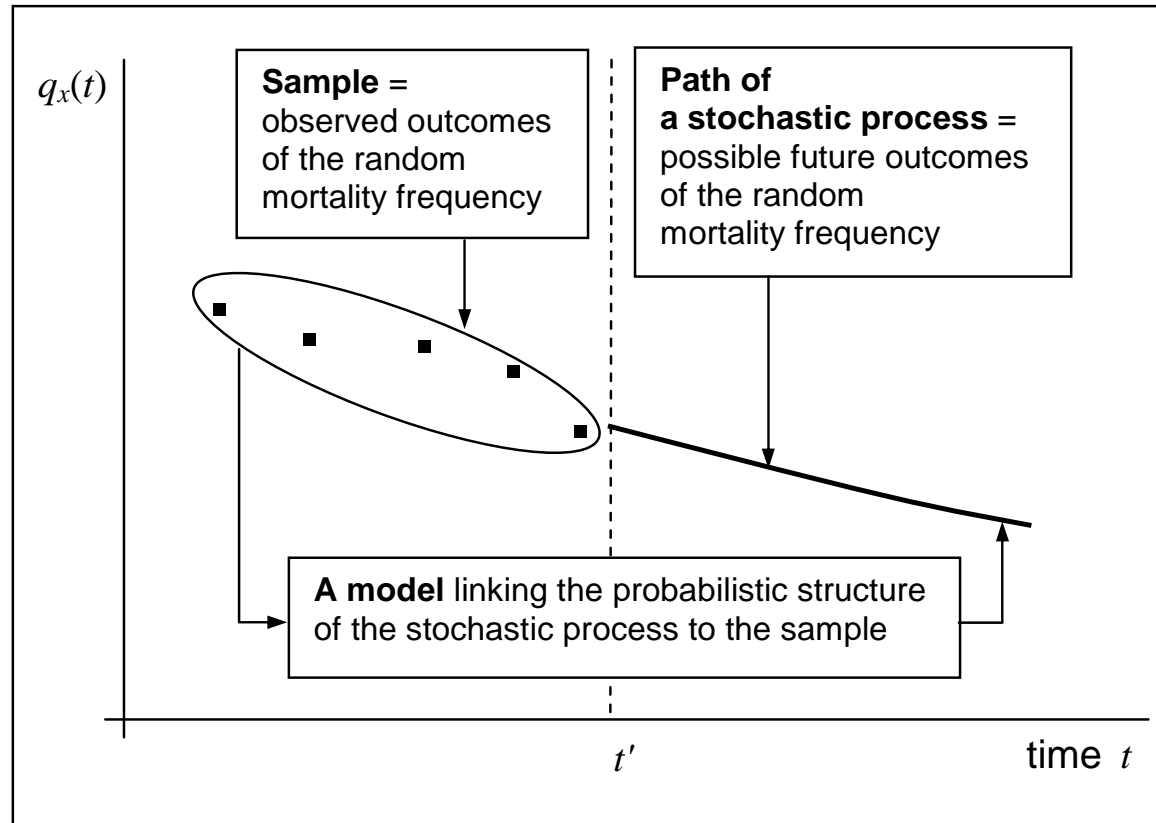 q_x(t)
Sample =
observed outcomes
of the random
mortality frequency
Path of
a stochastic process =
possible future outcomes
of the random
mortality frequency
A model linking the probabilistic structure
of the stochastic process to the sample
t'
time t